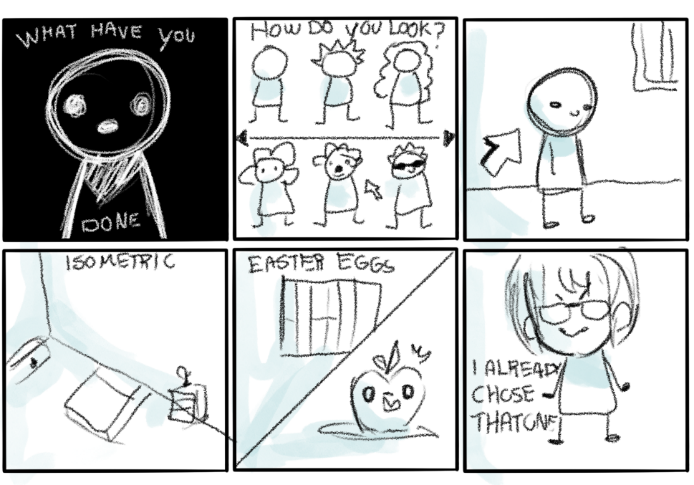 WHAT HAVE YOU
DONE
HOW DO YOU LOOK?
ISOMETRIC
EASTER EGGS
I ALREADY
CHOSE
THAT ONE